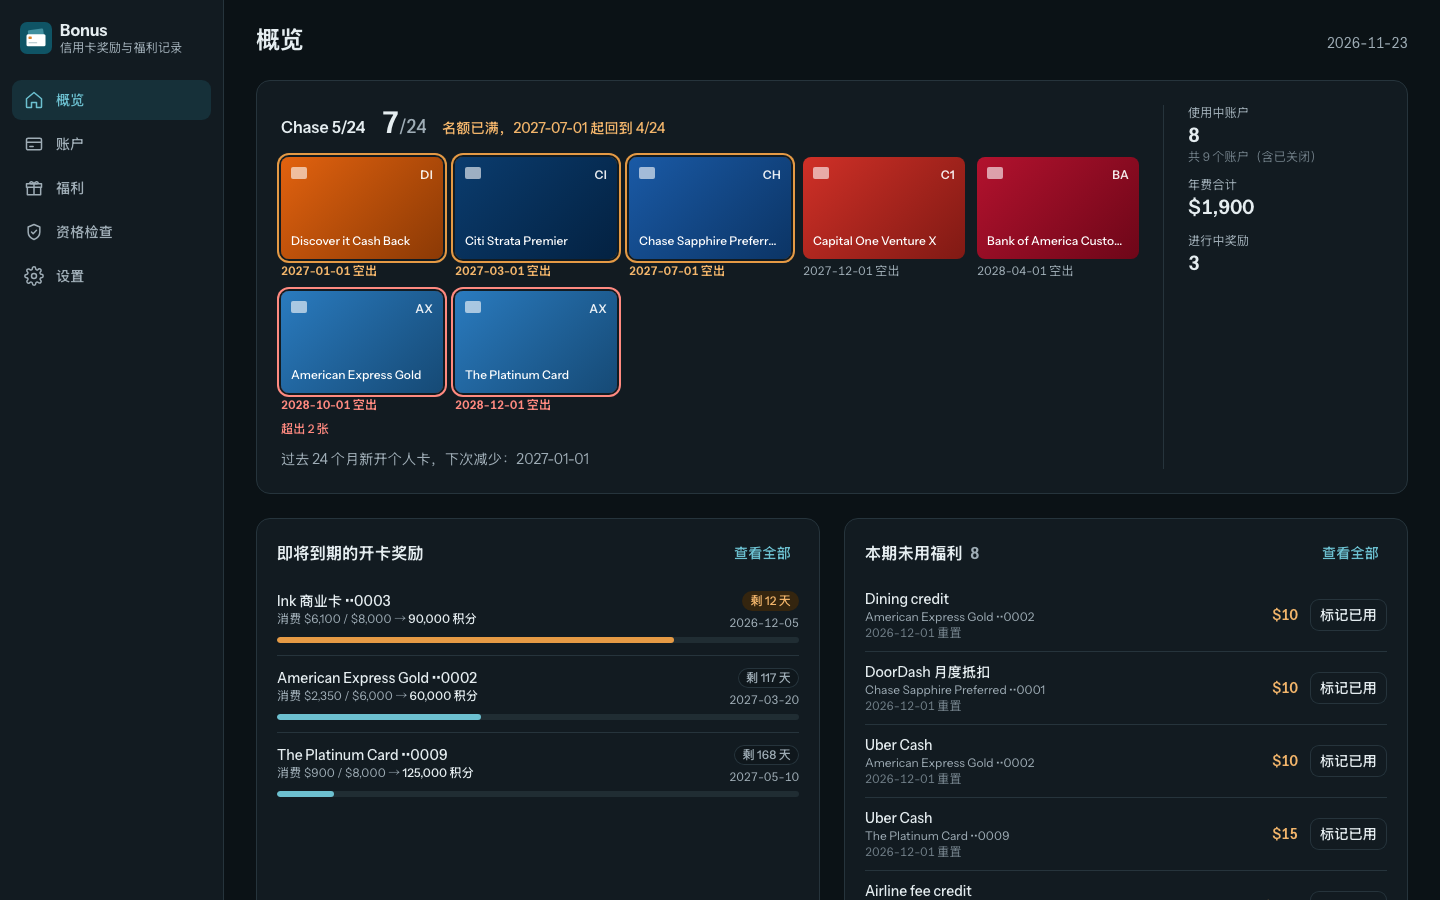 Bonus
信用卡奖励与福利记录
概览
账户
福利
资格检查
设置
概览
2026-11-23
Chase 5/24 7/24 名额已满，2027-07-01 起回到 4/24
DI
Discover it Cash Back
2027-01-01 空出
CI
Citi Strata Premier
2027-03-01 空出
CH
Chase Sapphire Preferr...
2027-07-01 空出
C1
Capital One Venture X
2027-12-01 空出
BA
Bank of America Custo...
2028-04-01 空出
AX
American Express Gold
2028-10-01 空出
AX
The Platinum Card
2028-12-01 空出
超出 2 张
过去 24 个月新开个人卡，下次减少：2027-01-01
使用中账户
8
共 9 个账户（含已关闭）
年费合计
$1,900
进行中奖励
3
即将到期的开卡奖励
查看全部
Ink 商业卡 ··0003
剩 12 天
消费 $6,100 / $8,000 → 90,000 积分
2026-12-05
American Express Gold ··0002
剩 117 天
消费 $2,350 / $6,000 → 60,000 积分
2027-03-20
The Platinum Card ··0009
剩 168 天
消费 $900 / $8,000 → 125,000 积分
2027-05-10
本期未用福利 8
查看全部
Dining credit
American Express Gold ··0002
2026-12-01 重置
$10
标记已用
DoorDash 月度抵扣
Chase Sapphire Preferred ··0001
2026-12-01 重置
$10
标记已用
Uber Cash
American Express Gold ··0002
2026-12-01 重置
$10
标记已用
Uber Cash
The Platinum Card ··0009
2026-12-01 重置
$15
标记已用
Airline fee credit